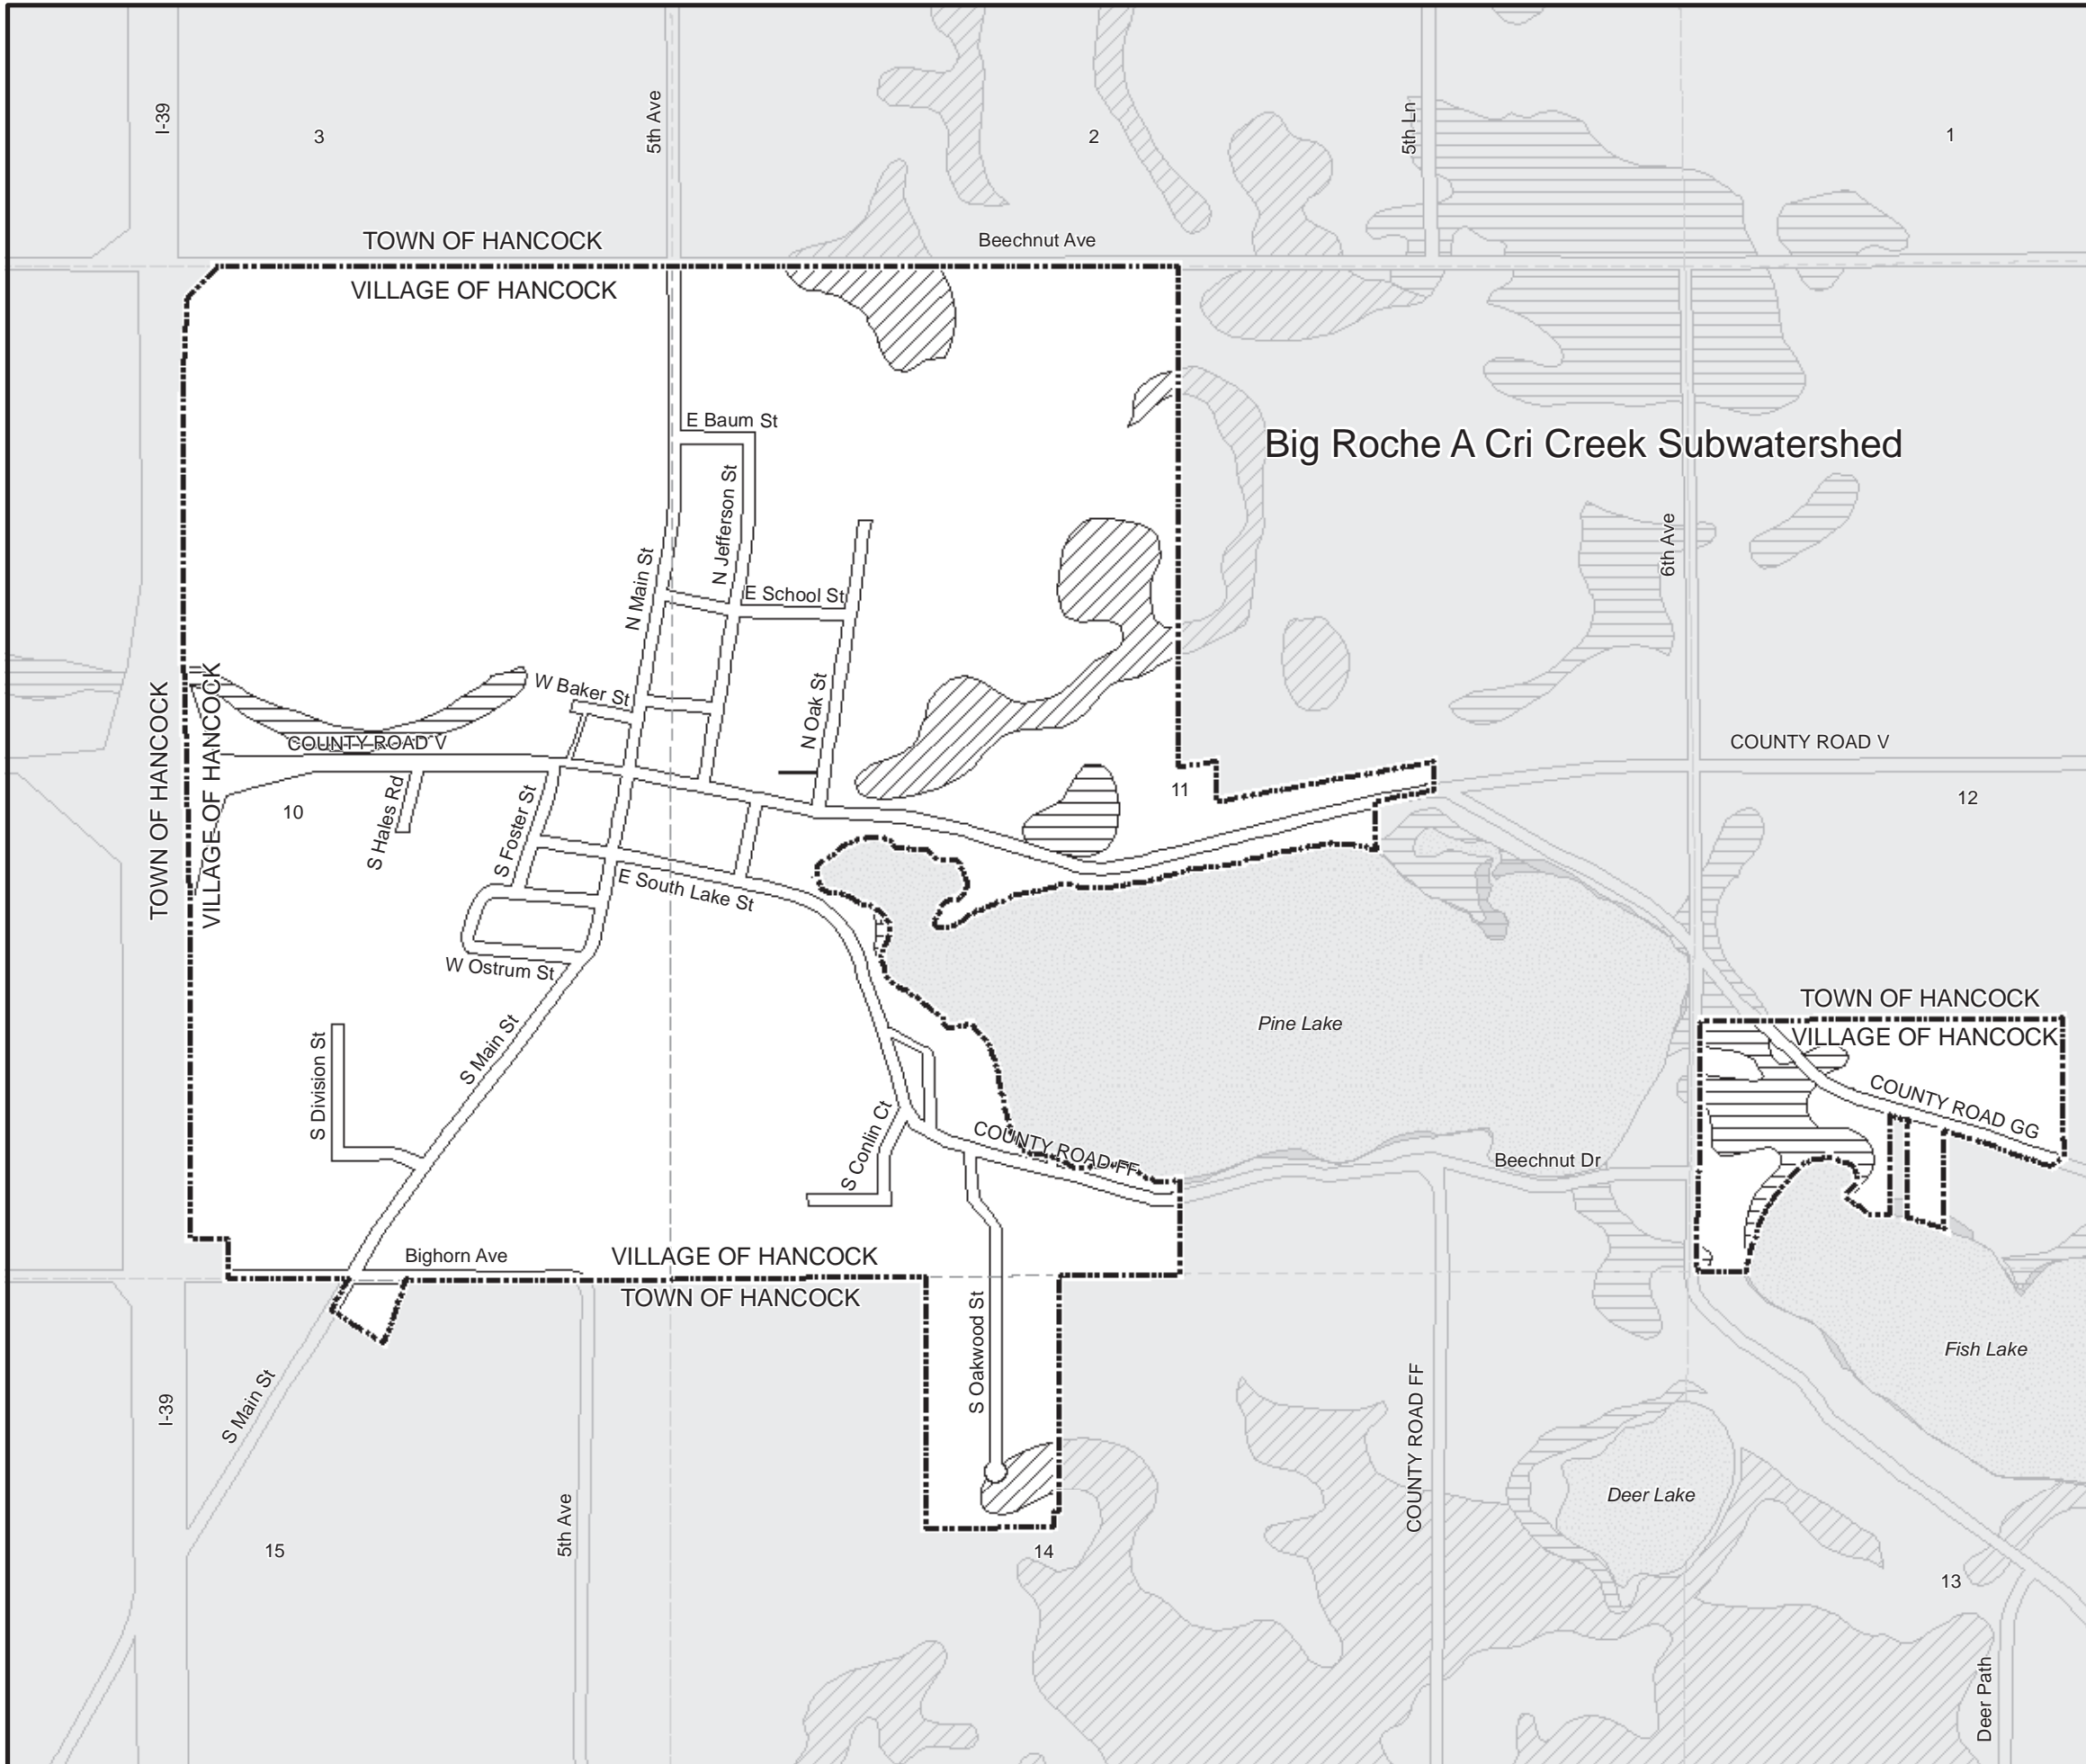 I-39
3
5th Ave
2
5th Ln
1
TOWN OF HANCOCK
Beechnut Ave
VILLAGE OF HANCOCK
E Baum St
Big Roche A Cri Creek Subwatershed
N Jefferson St
N Main St
E School St
6th Ave
W Baker St
N Oak St
TOWN OF HANCOCK
VILLAGE OF HANCOCK
COUNTY ROAD V
COUNTY ROAD V
10
S Hales Rd
S Foster St
11
12
E South Lake St
W Ostrum St
TOWN OF HANCOCK
VILLAGE OF HANCOCK
Pine Lake
S Division St
S Main St
COUNTY ROAD GG
S Conlin Ct
COUNTY ROAD FF
Beechnut Dr
Bighorn Ave
VILLAGE OF HANCOCK
TOWN OF HANCOCK
S Oakwood St
Fish Lake
I-39
S Main St
COUNTY ROAD FF
Deer Lake
5th Ave
15
14
13
Deer Path